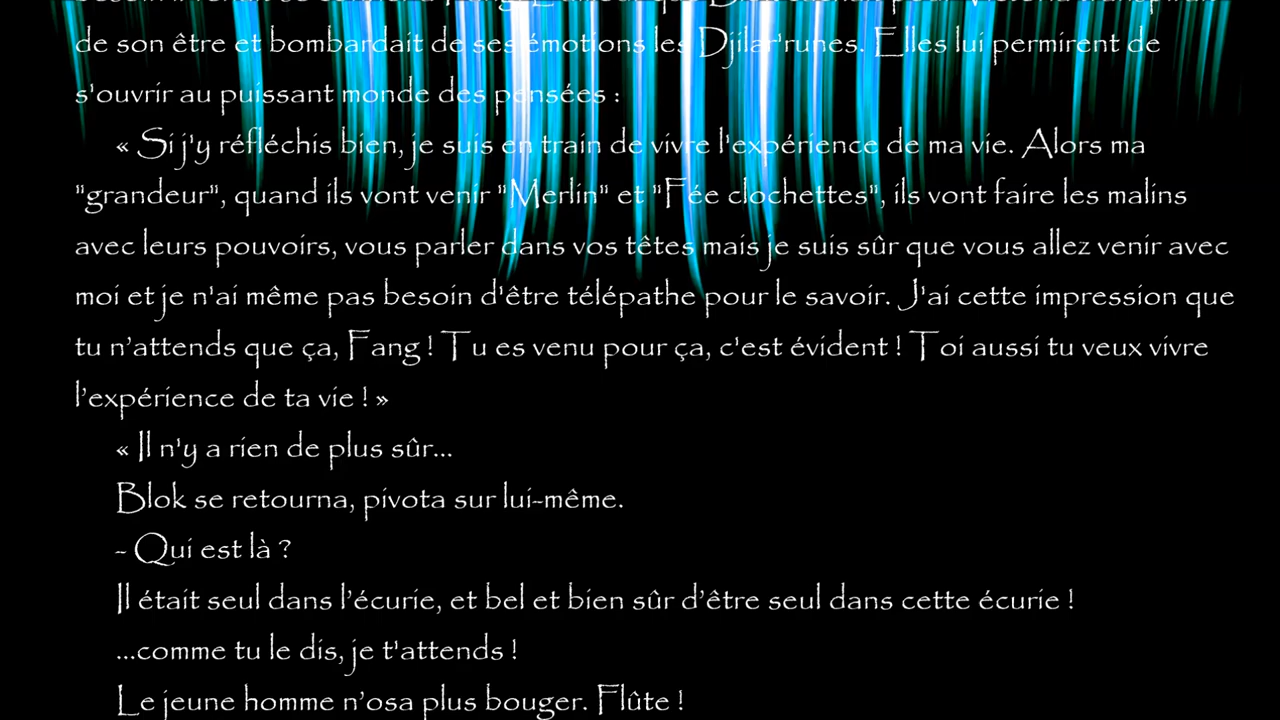 de son être et bombardait de ses émotions les Djilar'runes. Elles lui permirent de
s'ouvrir au puissant monde des pensées :
« Si j'y réfléchis bien, je suis en train de vivre l'expérience de ma vie. Alors ma
"grandeur", quand ils vont venir "Merlin" et "Fée clochettes", ils vont faire les malins
avec leurs pouvoirs, vous parler dans vos têtes mais je suis sûr que vous allez venir avec
moi et je n'ai même pas besoin d'être télépathe pour le savoir. J'ai cette impression que
tu n’attends que ça, Fang ! Tu es venu pour ça, c'est évident ! Toi aussi tu veux vivre
l’expérience de ta vie ! »
« Il n'y a rien de plus sûr...
Blok se retourna, pivota sur lui-même.
- Qui est là ?
Il était seul dans l’écurie, et bel et bien sûr d’être seul dans cette écurie !
...comme tu le dis, je t'attends !
Le jeune homme n’osa plus bouger. Flûte !